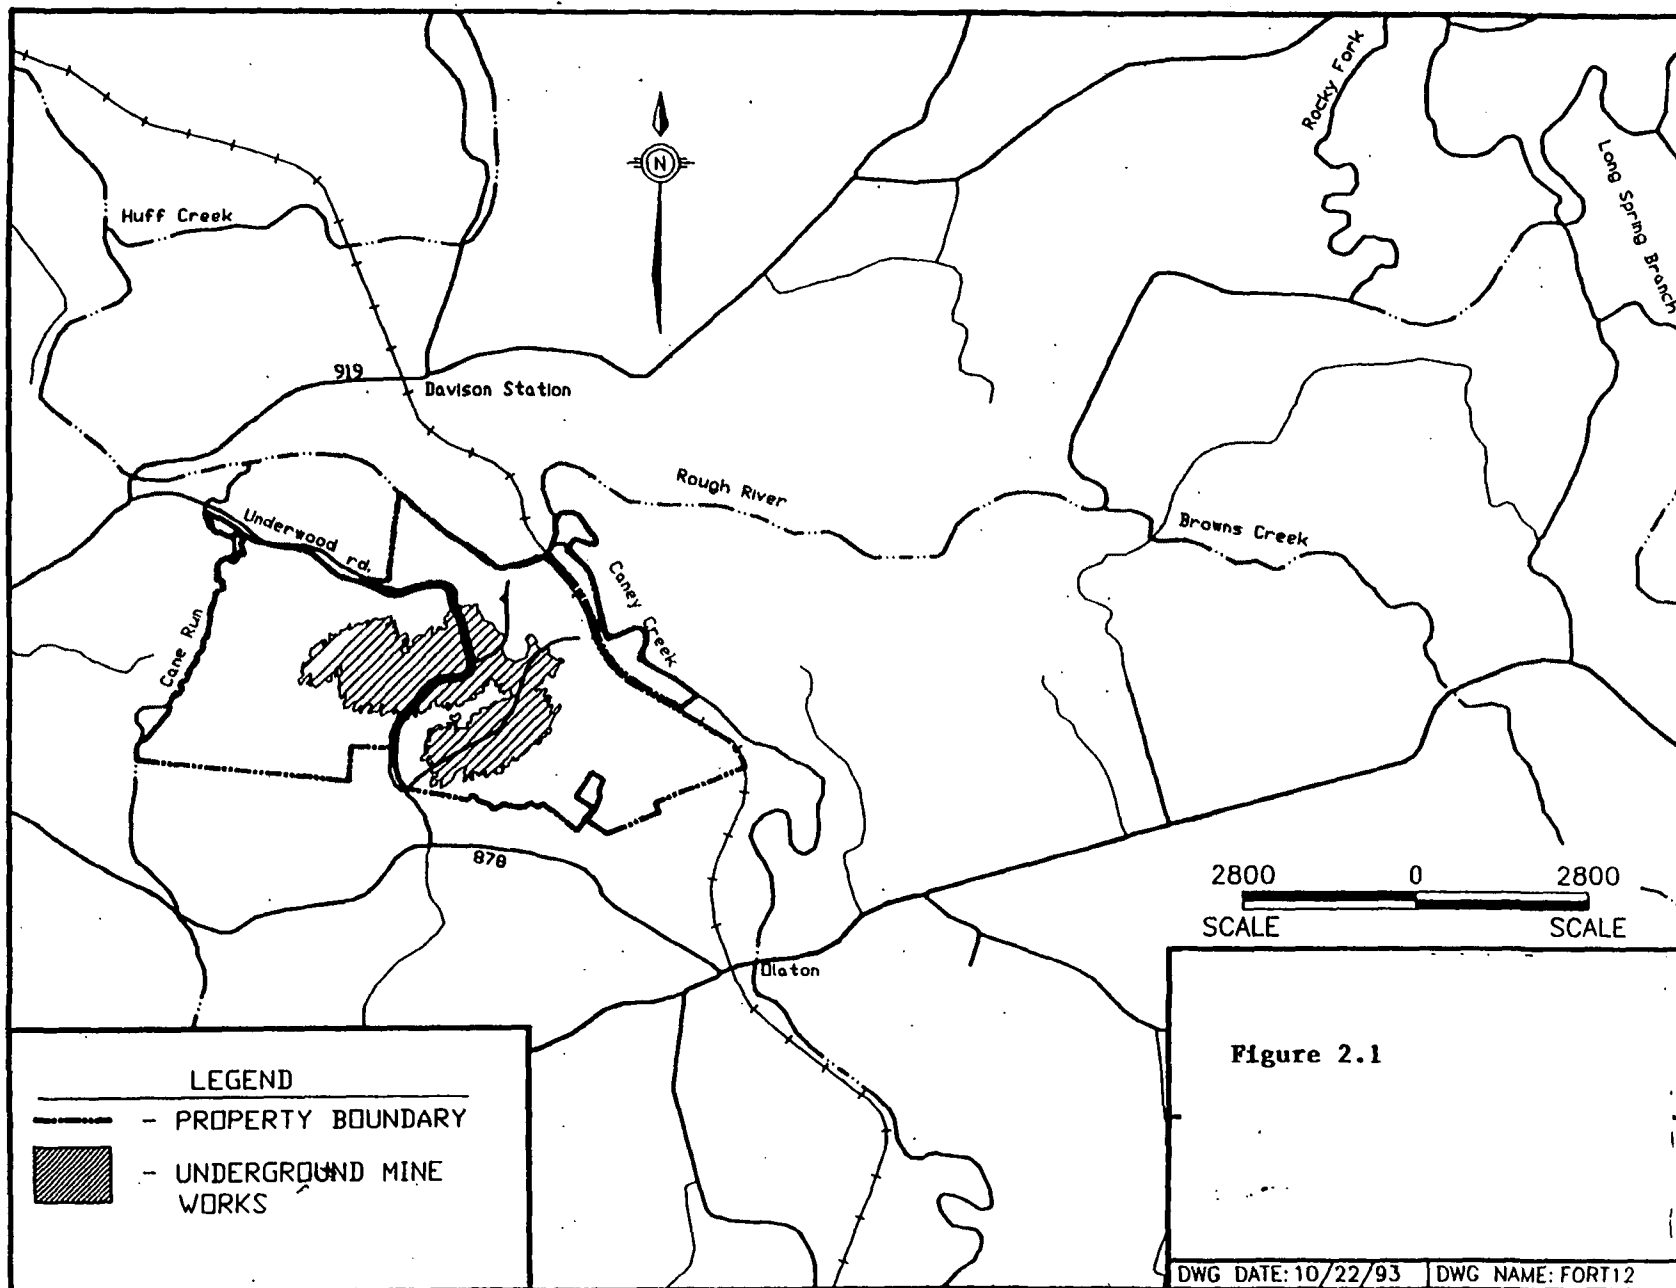 Rocky Fork
N
Long Spring Branch
Huff Creek
919
Davison Station
Rough River
Underwood rd.
Browns Creek
Caney Creek
Cane Run
878
2800 0 2800
SCALE SCALE
Olaton
Figure 2.1
LEGEND
- PROPERTY BOUNDARY
- UNDERGROUND MINE
WORKS
DWG DATE: 10/22/93 DWG NAME: FORT12